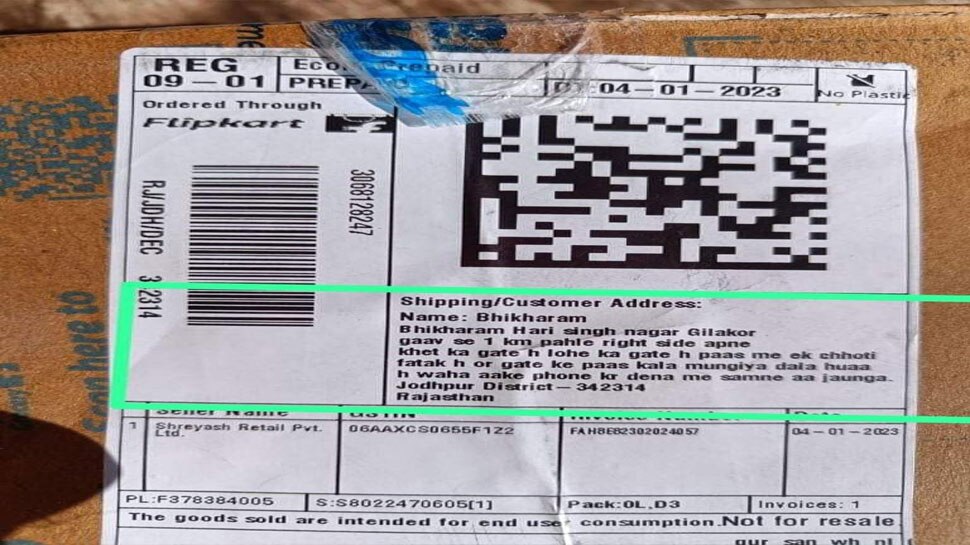 REG
09-01
PREPAID
04-01-2023
No Plastic
Ordered Through
Flipkart
RJ/JDH/DEC
3068128247
Shipping/Customer Address:
Name: Bhikharam
Bhikharam Hari singh nagar Gilakor
gaav se 1 km pahle right side apne
khet ka gate h lohe ka gate h paas me ek chhoti
fatak h or gate ke paas kala mungiya dala huaa
h waha aake phone kr dena me samne aa jaunga.
Jodhpur District - 342314
Rajasthan
Seller Name GSTIN Invoice Number Date
1 Shreyash Retail Pvt. 06AAXCS0655F1Z2 04-01-2023
Ltd.
PL:F378384005 S:S8022470605[1] Pack:0L,D3 Invoices: 1
The goods sold are intended for end user consumption.Not for resale